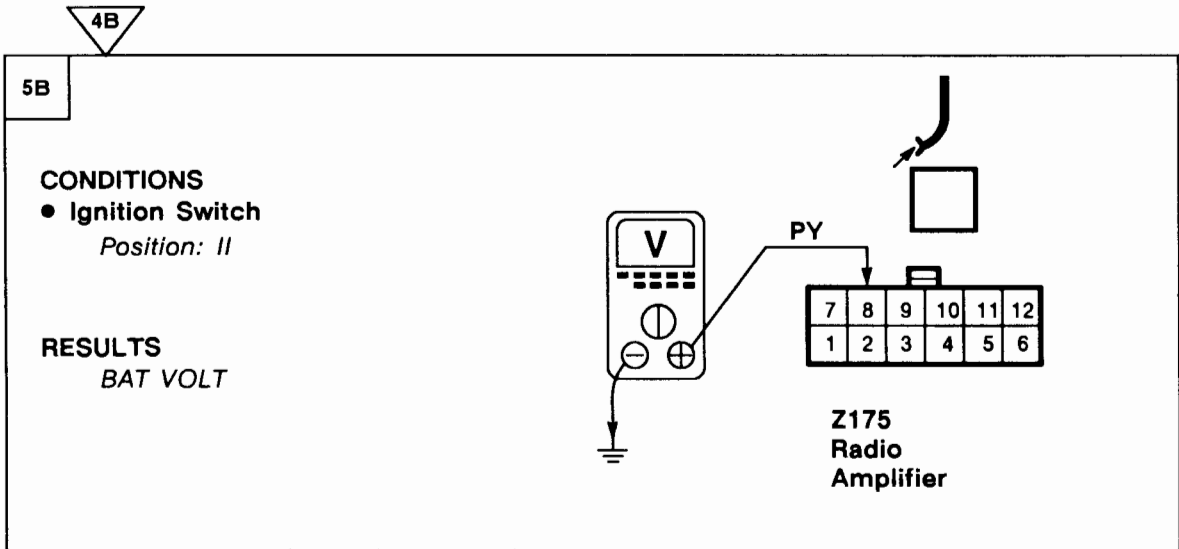 4B
5B
CONDITIONS
● Ignition Switch
Position: II
RESULTS
BAT VOLT
V
PY
7 8 9 10 11 12
1 2 3 4 5 6
Z175
Radio
Amplifier